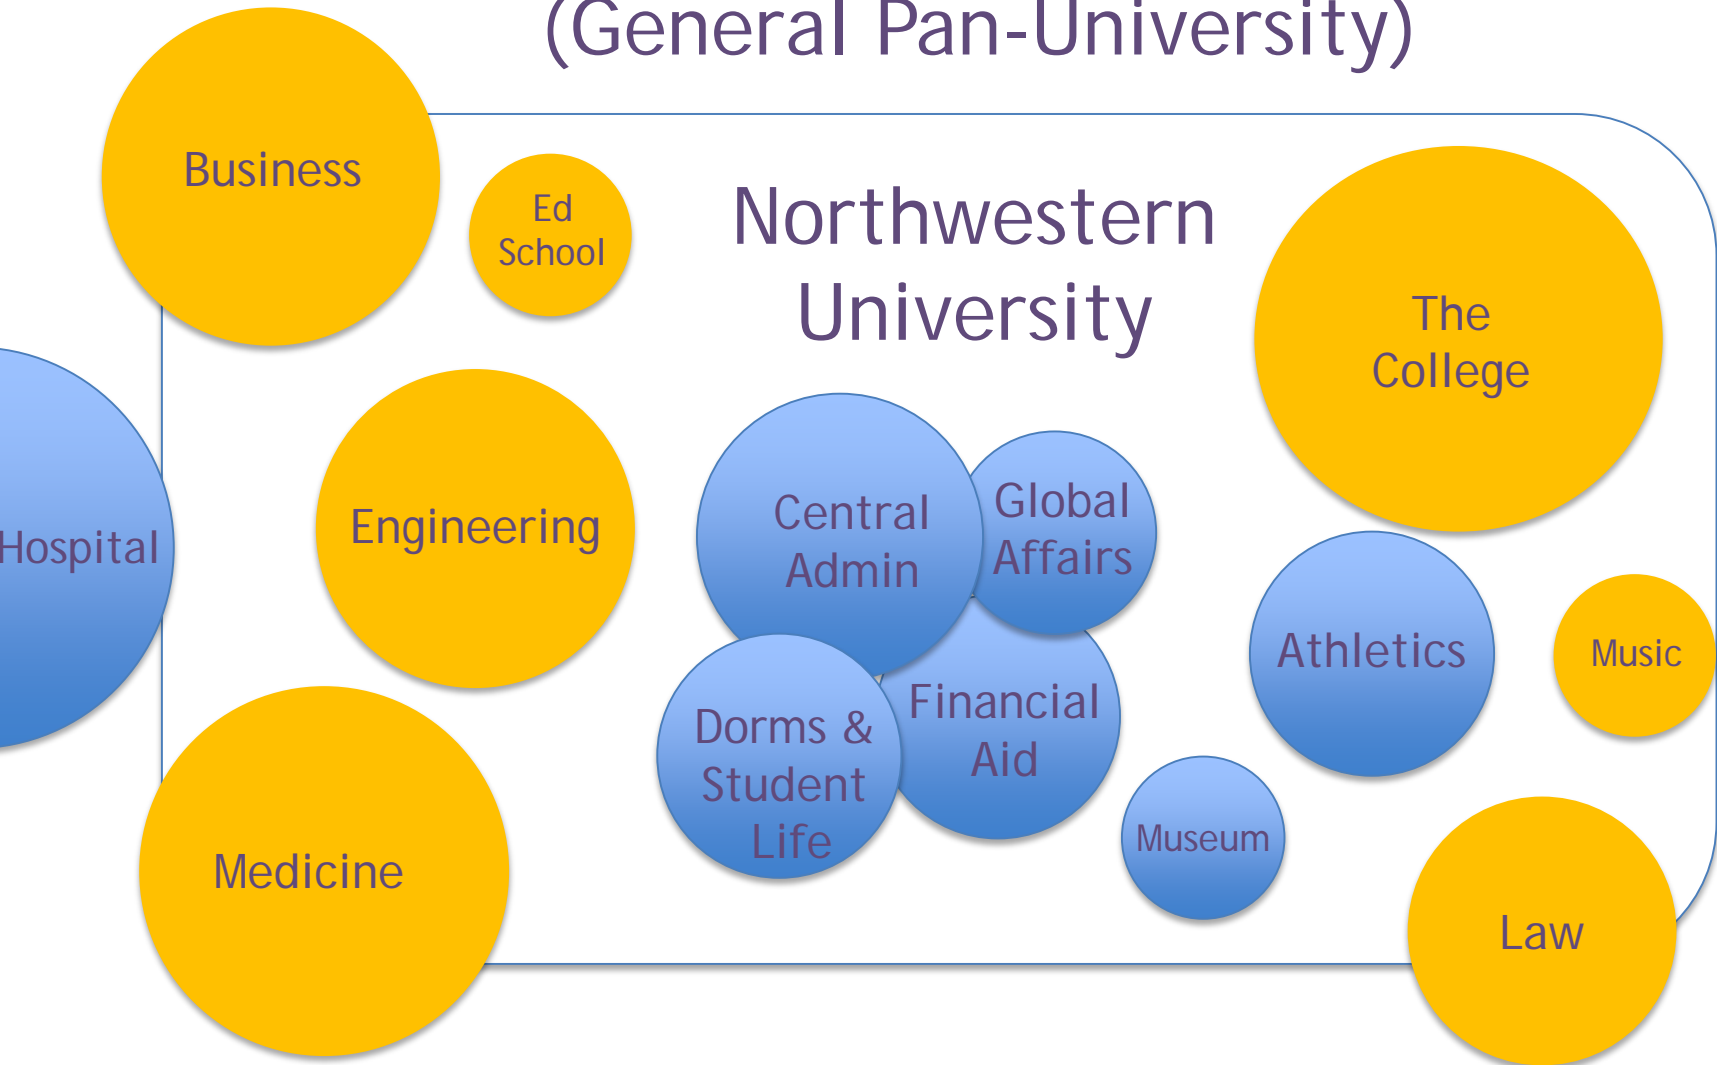 (General Pan-University)
Business
Ed
School
Northwestern
University
The
College
Hospital
Engineering
Central
Admin
Global
Affairs
Athletics
Music
Dorms &
Student
Life
Financial
Aid
Museum
Medicine
Law